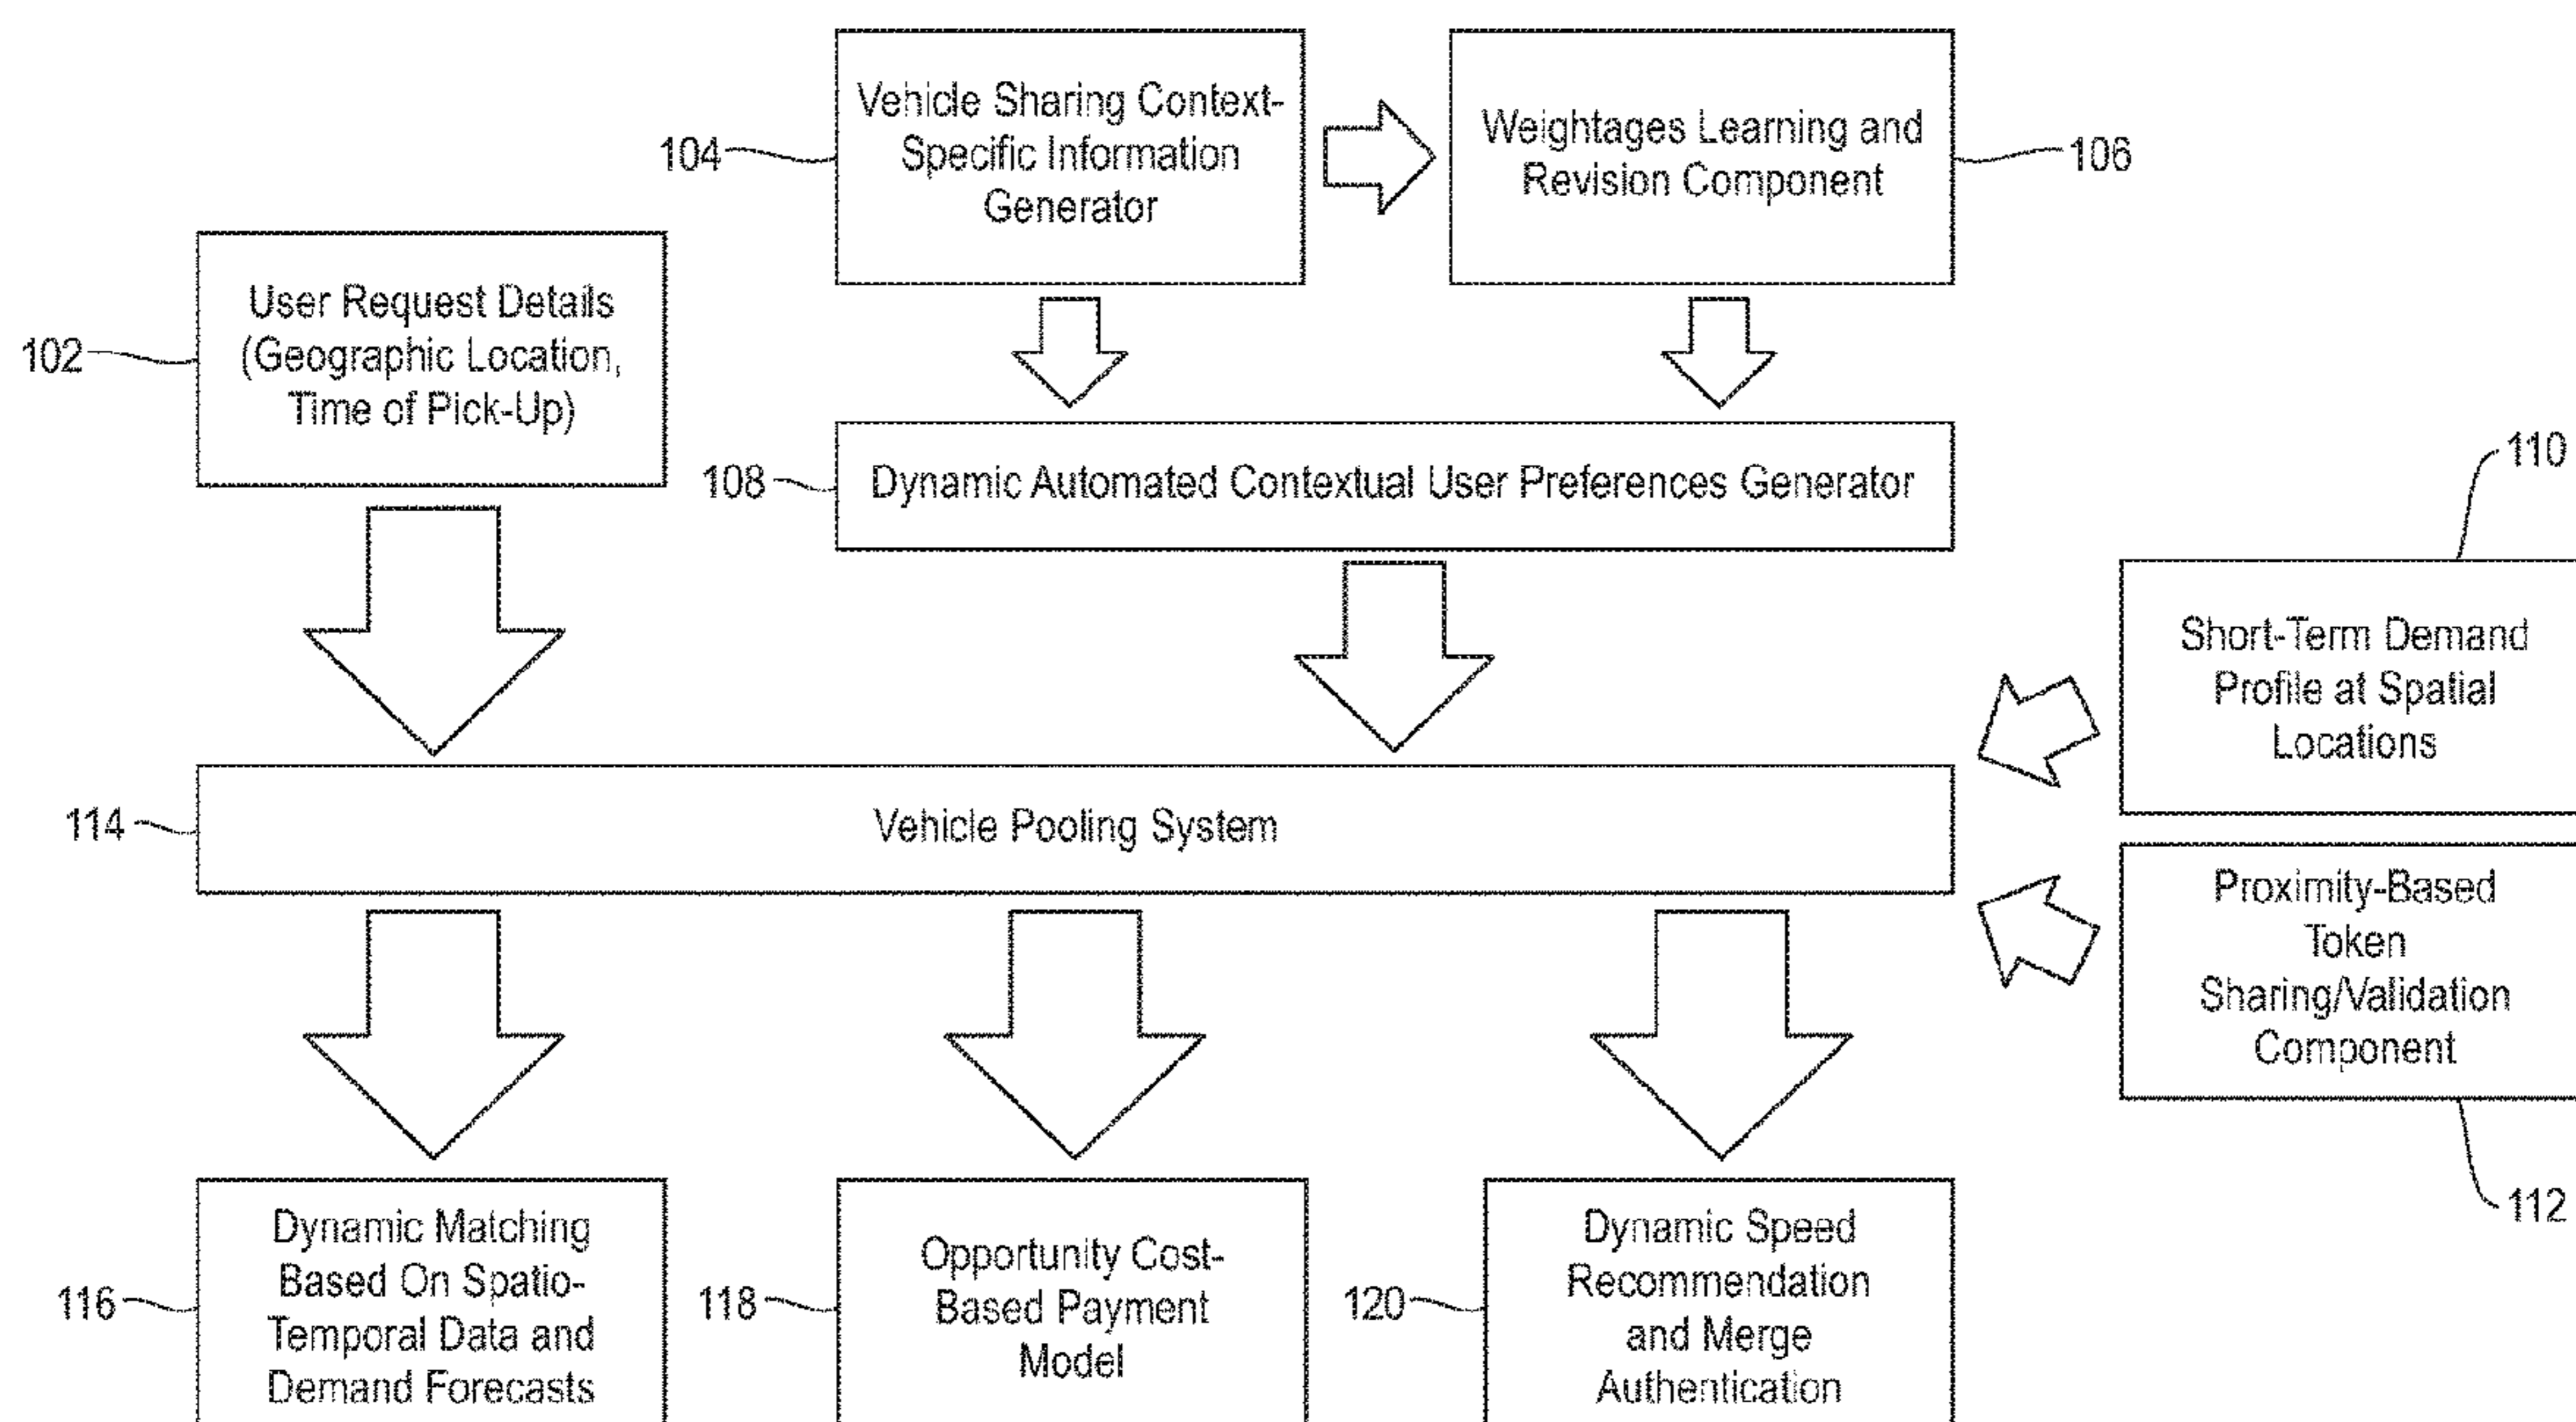 104
Vehicle Sharing Context-
Specific Information
Generator
Weightages Learning and
Revision Component
106
102
User Request Details
(Geographic Location,
Time of Pick-Up)
108
Dynamic Automated Contextual User Preferences Generator
110
Short-Term Demand
Profile at Spatial
Locations
114
Vehicle Pooling System
Proximity-Based
Token
Sharing/Validation
Component
112
116
Dynamic Matching
Based On Spatio-
Temporal Data and
Demand Forecasts
118
Opportunity Cost-
Based Payment
Model
120
Dynamic Speed
Recommendation
and Merge
Authentication